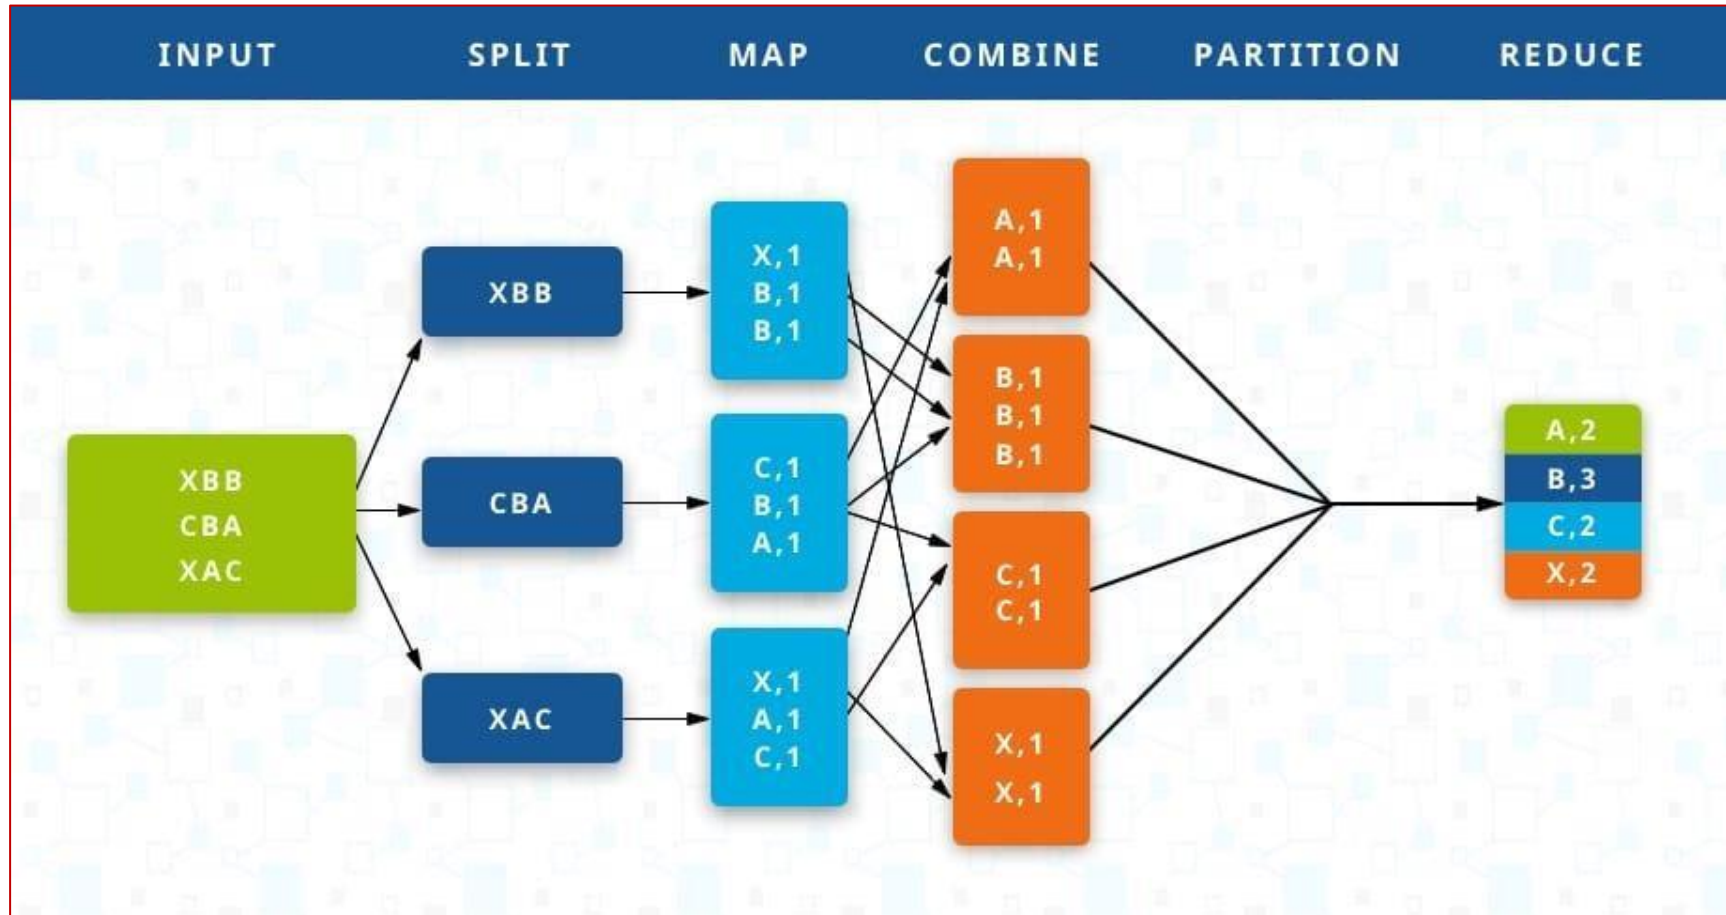 INPUT SPLIT MAP COMBINE PARTITION REDUCE
XBB
CBA
XAC
XBB
CBA
XAC
X,1
B,1
B,1
C,1
B,1
A,1
X,1
A,1
C,1
A,1
A,1
B,1
B,1
B,1
C,1
C,1
X,1
X,1
A,2
B,3
C,2
X,2